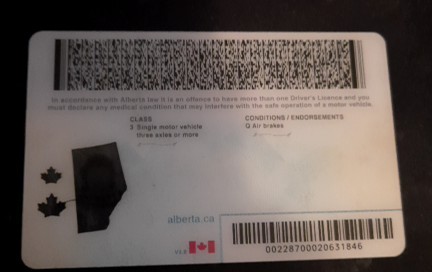 In accordance with Alberta law it is an offence to have more than one Driver's Licence and you
must declare any medical condition that may interfere with the safe operation of a motor vehicle.
CLASS
3 Single motor vehicle
three axles or more
CONDITIONS / ENDORSEMENTS
Q Air brakes
alberta.ca
00228700020631846